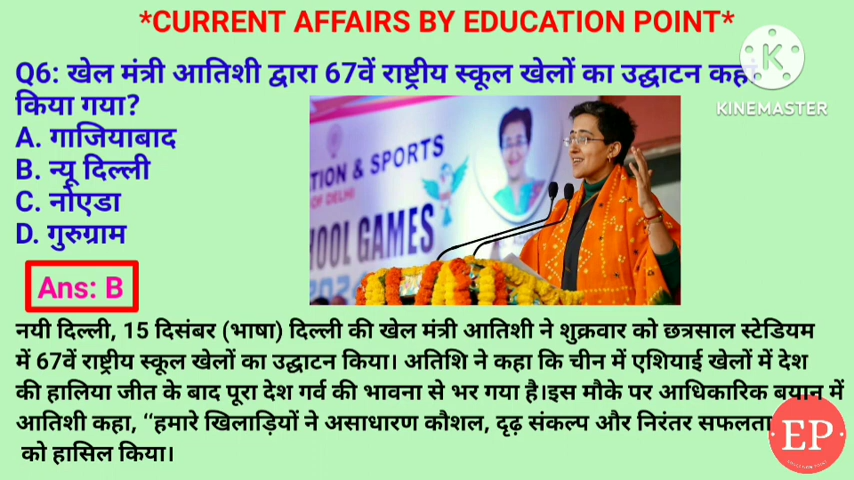 *CURRENT AFFAIRS BY EDUCATION POINT*
Q6: खेल मंत्री आतिशी द्वारा 67वें राष्ट्रीय स्कूल खेलों का उद्घाटन कहां
किया गया?
KINEMASTER
A. गाजियाबाद
B. न्यू दिल्ली
C. नोएडा
D. गुरुग्राम
TION & SPORTS
OF DELHI
HOOL GAMES
Ans: B
नयी दिल्ली, 15 दिसंबर (भाषा) दिल्ली की खेल मंत्री आतिशी ने शुक्रवार को छत्रसाल स्टेडियम
में 67वें राष्ट्रीय स्कूल खेलों का उद्घाटन किया। अतिशि ने कहा कि चीन में एशियाई खेलों में देश
की हालिया जीत के बाद पूरा देश गर्व की भावना से भर गया है।इस मौके पर आधिकारिक बयान में
आतिशी कहा, ‘‘हमारे खिलाड़ियों ने असाधारण कौशल, दृढ़ संकल्प और निरंतर सफलता
को हासिल किया।
EP